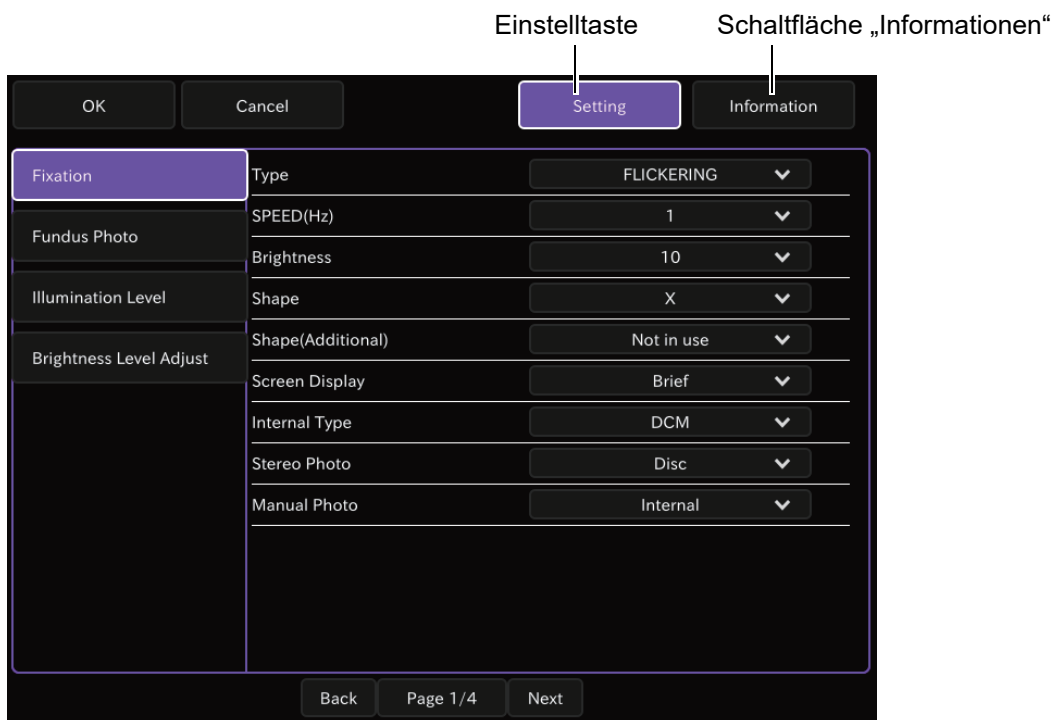 Einstelltaste Schaltfläche „Informationen“
OK Cancel Setting Information
Fixation
Fundus Photo
Illumination Level
Brightness Level Adjust
Type FLICKERING
SPEED(Hz) 1
Brightness 10
Shape X
Shape(Additional) Not in use
Screen Display Brief
Internal Type DCM
Stereo Photo Disc
Manual Photo Internal
Back Page 1/4 Next